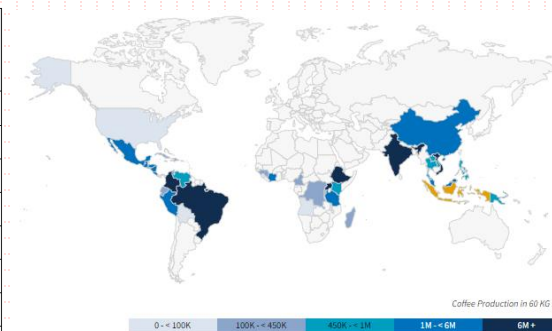 Coffee Production in 60 KG
0 - < 100K
100K - < 450K
450K - < 1M
1M - < 6M
6M +